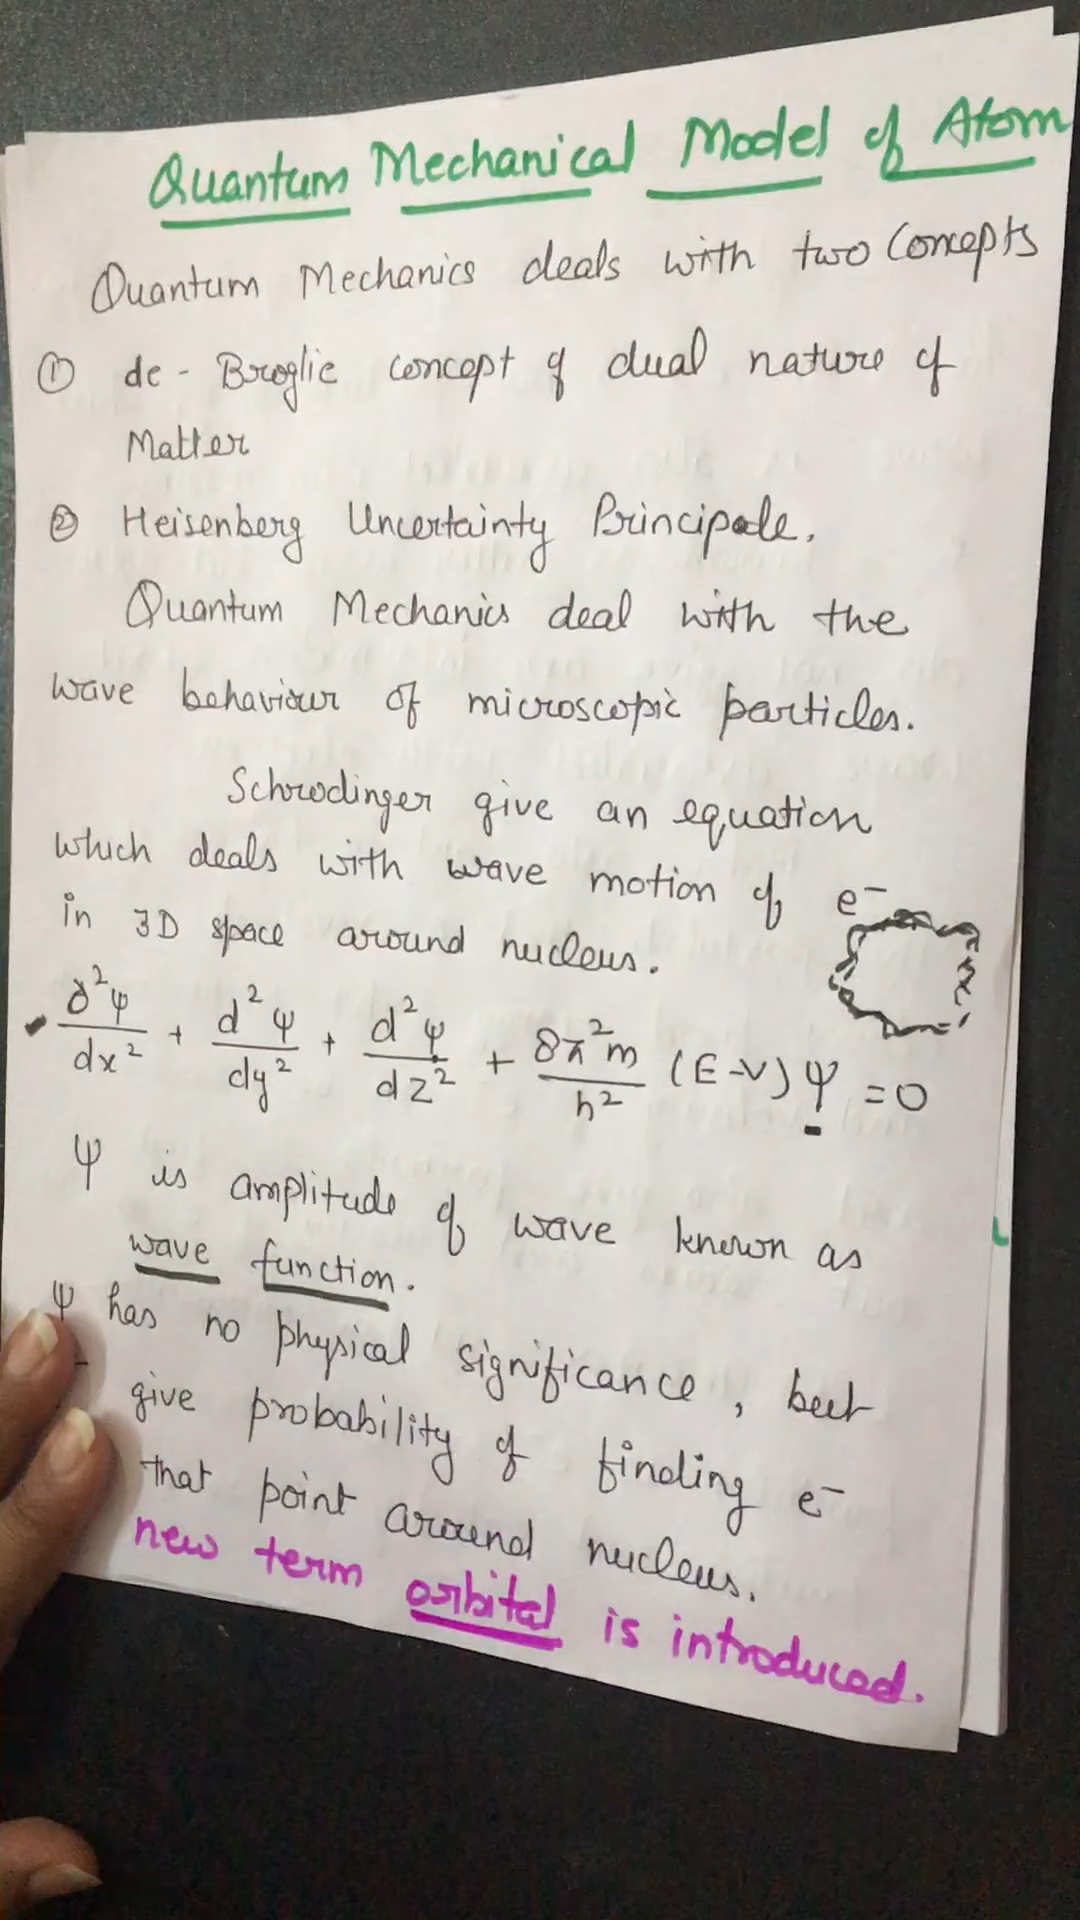 Quantum Mechanical Model of Atom
Quantum Mechanics deals with two Concepts
① de - Broglie concept of dual nature of
Matter
② Heisenberg Uncertainty Principale.
Quantum Mechanics deal with the
wave behaviour of microscopic particles.
Schrodinger give an equation
which deals with wave motion of e⁻
in 3D space around nucleus.
∂²ψ/dx² + d²ψ/dy² + d²ψ/dz² + 8π²m/h² (E-V) ψ = 0
ψ is amplitude of wave known as
wave function.
ψ has no physical significance, but
give probability of finding e⁻
that point around nucleus.
new term orbital is introduced.